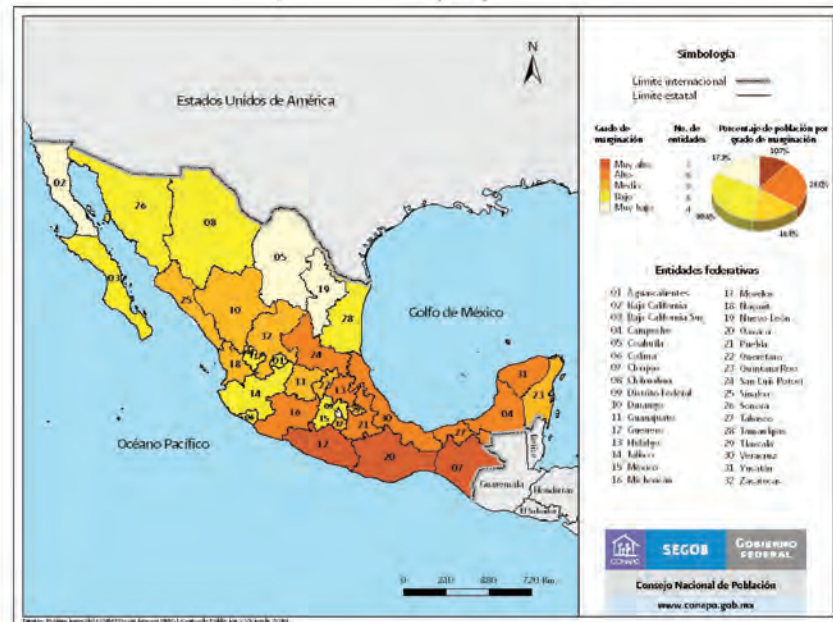 N
Estados Unidos de América
Golfo de México
Océano Pacífico
Guatemala
Honduras
El Salvador
Belice
02
26
08
03
05
19
28
25
10
32
24
18
01
14
11
13
16
15
21
30
12
20
27
07
04
31
23
0
Km.
Simbología
Límite internacional
Límite estatal
Grado de marginación
No. de entidades
Porcentaje de población por grado de marginación
Muy alto
Alto
Medio
Bajo
Muy bajo 4
Entidades federativas
01 Aguascalientes
02 Baja California
03 Baja California Sur
04 Campeche
05 Coahuila
06 Colima
07 Chiapas
08 Chihuahua
09 Distrito Federal
10 Durango
11 Guanajuato
12 Guerrero
13 Hidalgo
14 Jalisco
15 México
16 Michoacán
17 Morelos
18 Nayarit
19 Nuevo León
20 Oaxaca
21 Puebla
22 Querétaro
23 Quintana Roo
24 San Luis Potosí
25 Sinaloa
26 Sonora
27 Tabasco
28 Tamaulipas
29 Tlaxcala
30 Veracruz
31 Yucatán
32 Zacatecas
CONAPO
SEGOB
GOBIERNO
FEDERAL
Consejo Nacional de Población
www.conapo.gob.mx